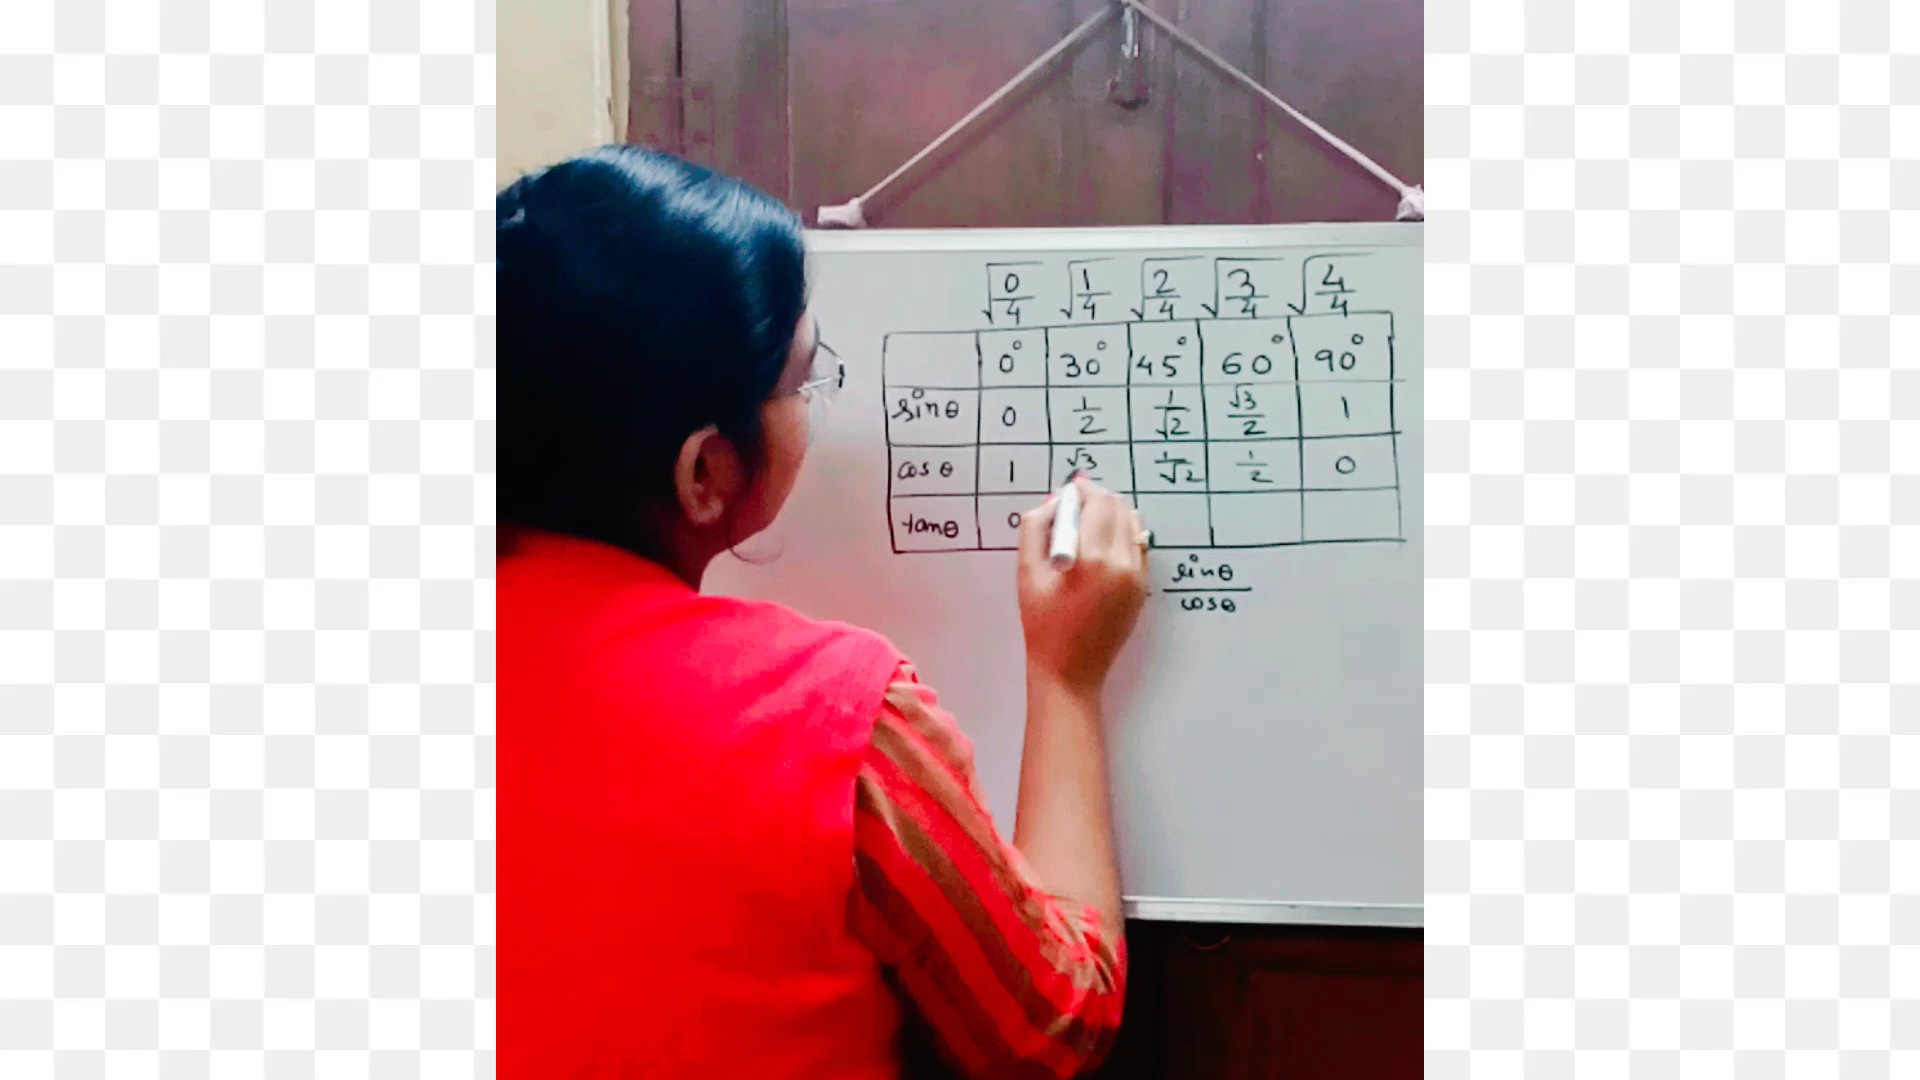 √0/4 √1/4 √2/4 √3/4 √4/4
0° 30° 45° 60° 90°
sinθ 0 1/2 1/√2 √3/2 1
cosθ 1 √3 1/√2 1/2 0
tanθ 0
sinθ
cosθ